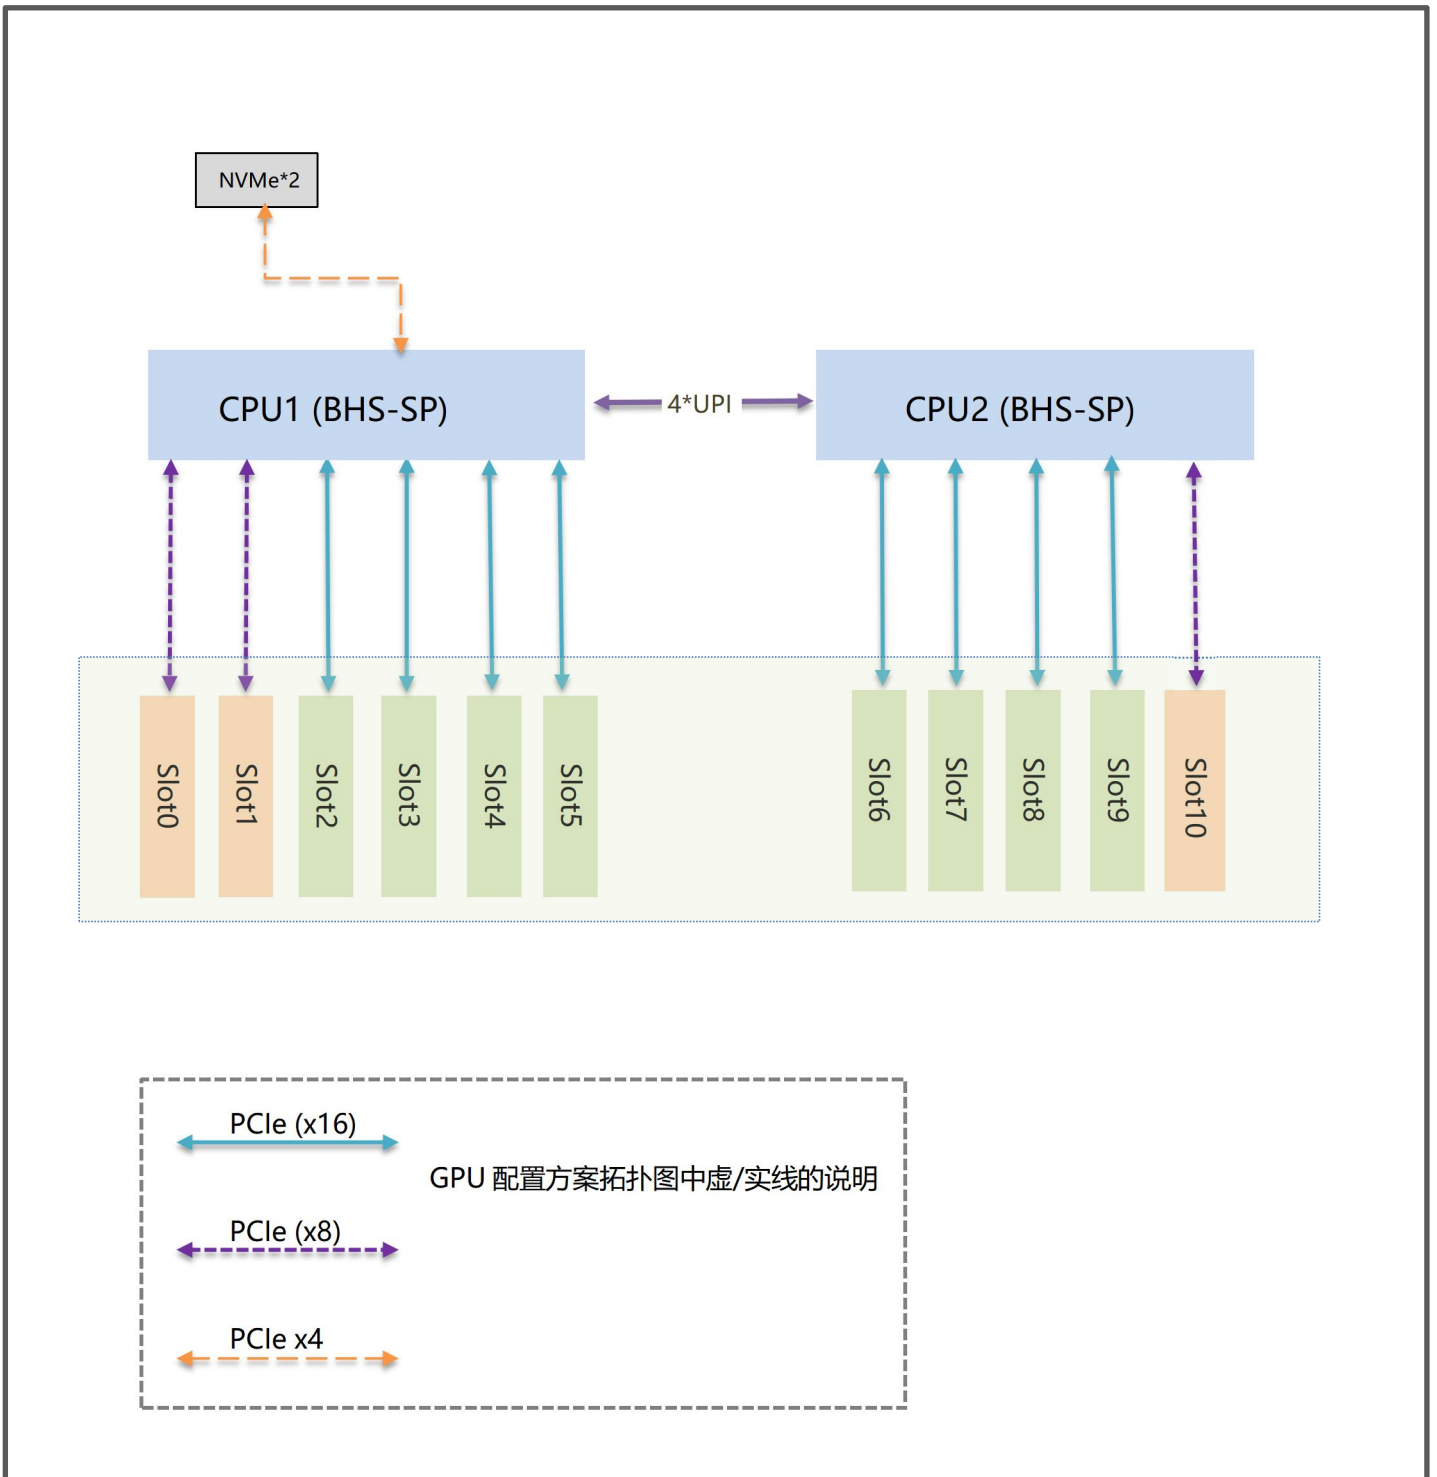 NVMe*2
CPU1 (BHS-SP)
4*UPI
CPU2 (BHS-SP)
Slot0
Slot1
Slot2
Slot3
Slot4
Slot5
Slot6
Slot7
Slot8
Slot9
Slot10
PCIe (x16)
GPU 配置方案拓扑图中虚/实线的说明
PCIe (x8)
PCIe x4